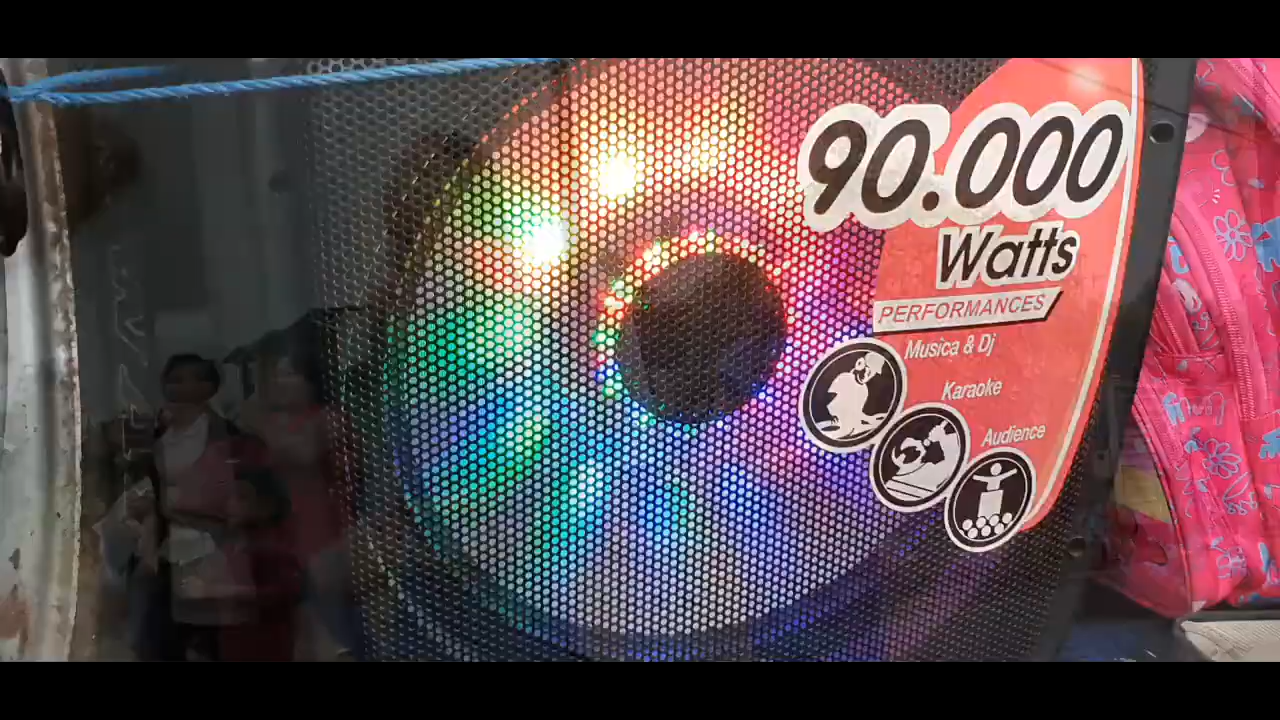 90.000
Watts
PERFORMANCES
Musica & Dj
Karaoke
Audience